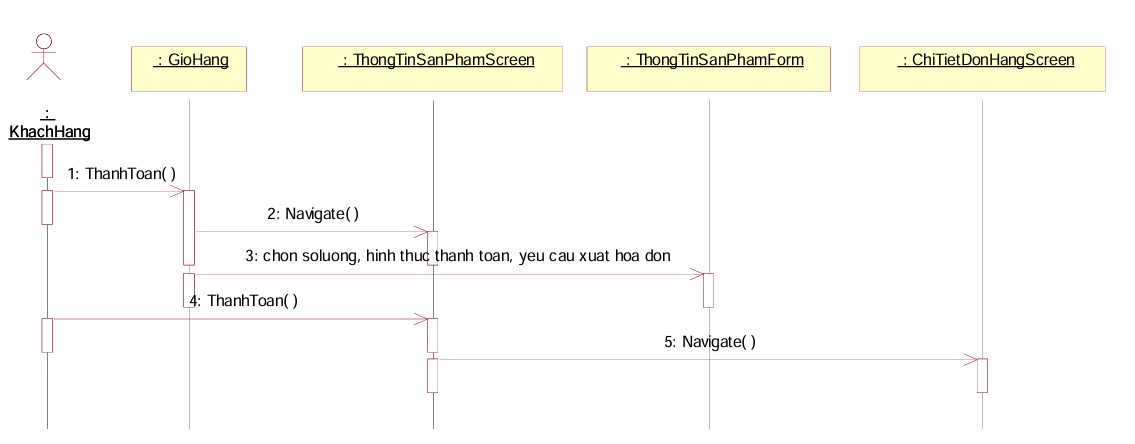 : GioHang
: ThongTinSanPhamScreen
: ThongTinSanPhamForm
: ChiTietDonHangScreen
:
KhachHang
1: ThanhToan( )
2: Navigate( )
3: chon soluong, hinh thuc thanh toan, yeu cau xuat hoa don
4: ThanhToan( )
5: Navigate( )